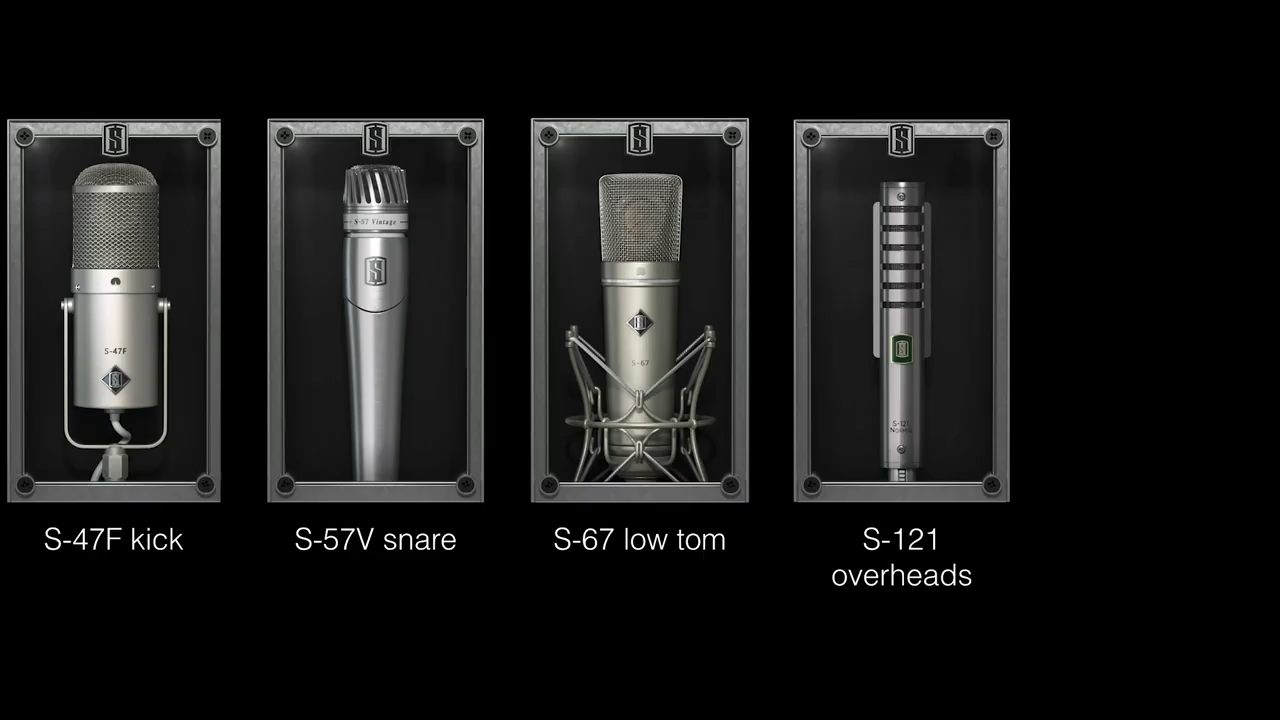 S-57 Vintage
S-47F
S-67
S-121
S-47F kick
S-57V snare
S-67 low tom
S-121
overheads